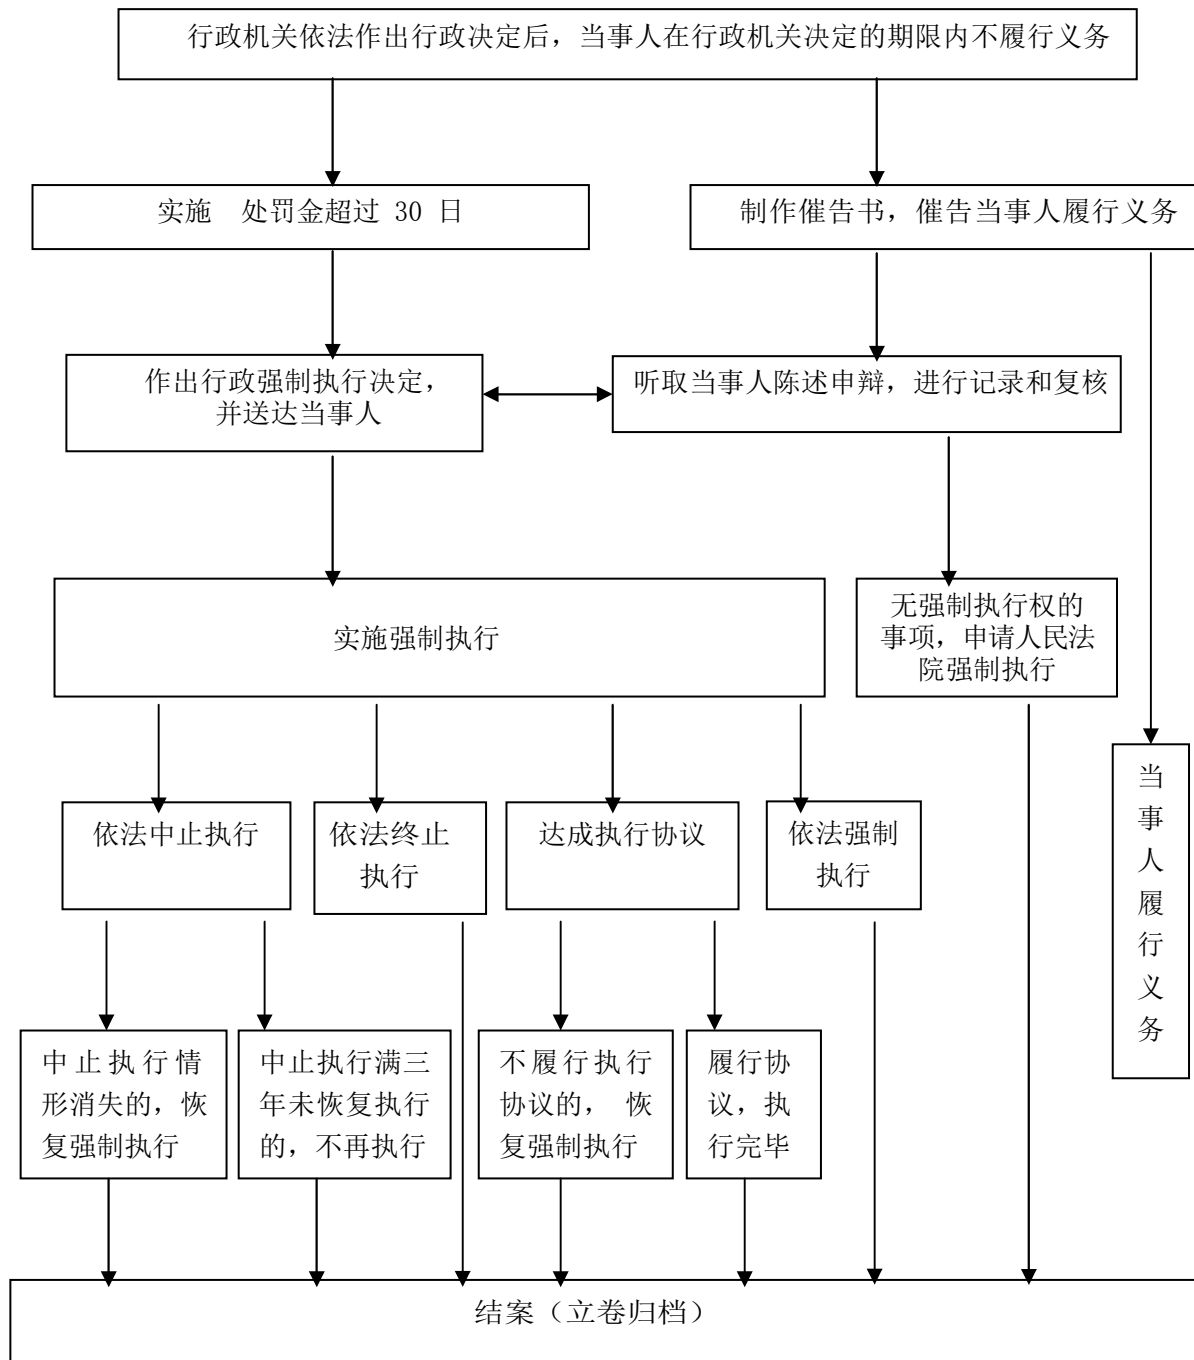 行政机关依法作出行政决定后，当事人在行政机关决定的期限内不履行义务
实施　处罚金超过 30 日
制作催告书，催告当事人履行义务
作出行政强制执行决定，
并送达当事人
听取当事人陈述申辩，进行记录和复核
实施强制执行
无强制执行权的
事项，申请人民法
院强制执行
当
事
人
履
行
义
务
依法中止执行
依法终止
执行
达成执行协议
依法强制
执行
中止执行情
形消失的，恢
复强制执行
中止执行满三
年未恢复执行
的，不再执行
不履行执行
协议的， 恢
复强制执行
履行协
议，执
行完毕
结案（立卷归档）